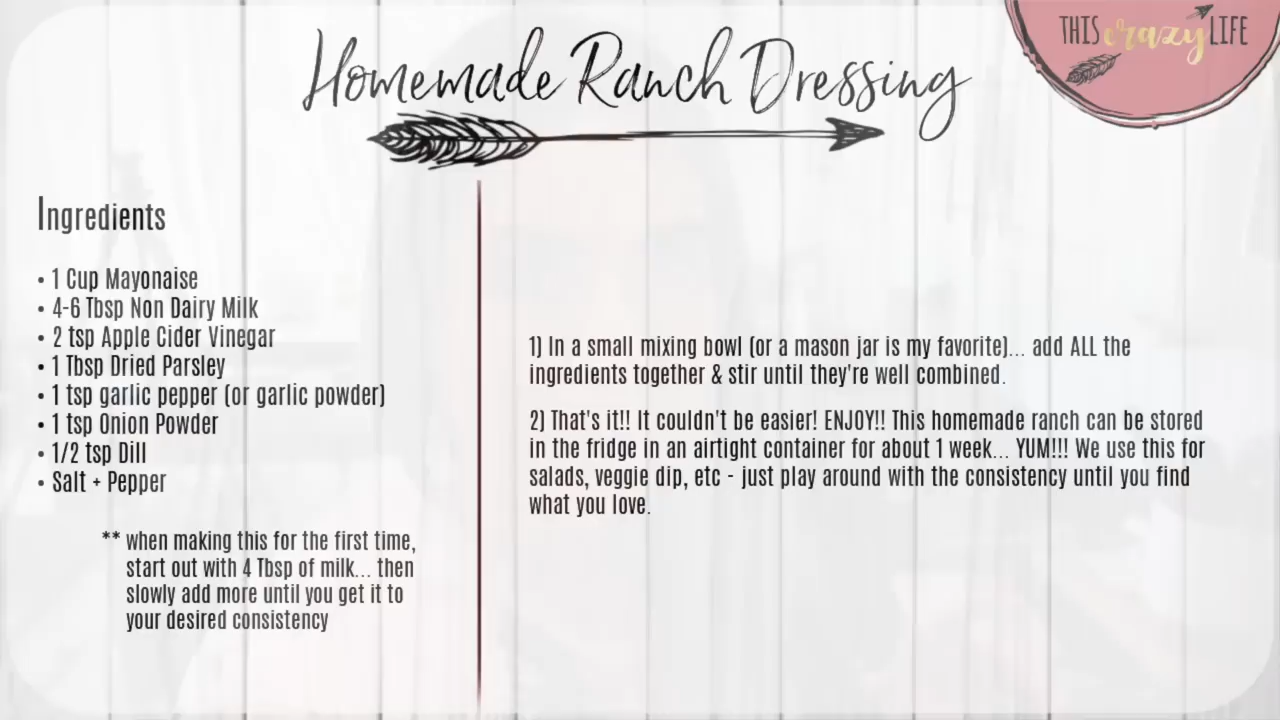 Homemade Ranch Dressing
THIS crazy LIFE
Ingredients
• 1 Cup Mayonaise
• 4-6 Tbsp Non Dairy Milk
• 2 tsp Apple Cider Vinegar
• 1 Tbsp Dried Parsley
• 1 tsp garlic pepper (or garlic powder)
• 1 tsp Onion Powder
• 1/2 tsp Dill
• Salt + Pepper
** when making this for the first time,
start out with 4 Tbsp of milk... then
slowly add more until you get it to
your desired consistency
1) In a small mixing bowl (or a mason jar is my favorite)... add ALL the
ingredients together & stir until they're well combined.
2) That's it!! It couldn't be easier! ENJOY!! This homemade ranch can be stored
in the fridge in an airtight container for about 1 week... YUM!!! We use this for
salads, veggie dip, etc - just play around with the consistency until you find
what you love.